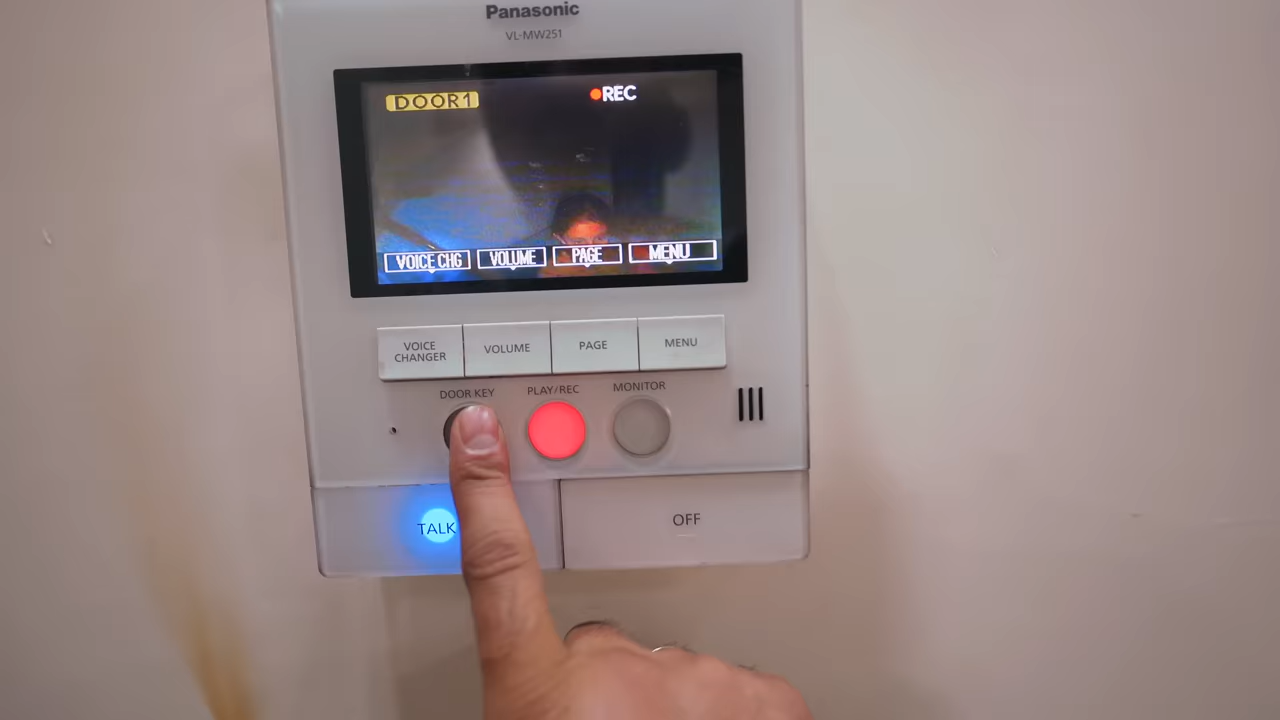 Panasonic
VL-MW251
DOOR1 REC
VOICE CHG VOLUME PAGE MENU
VOICE CHANGER VOLUME PAGE MENU
DOOR KEY PLAY/REC MONITOR
TALK OFF